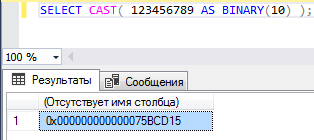 SELECT CAST( 123456789 AS BINARY(10) );
100 %
Результаты Сообщения
(Отсутствует имя столбца)
1 0x000000000000075BCD15